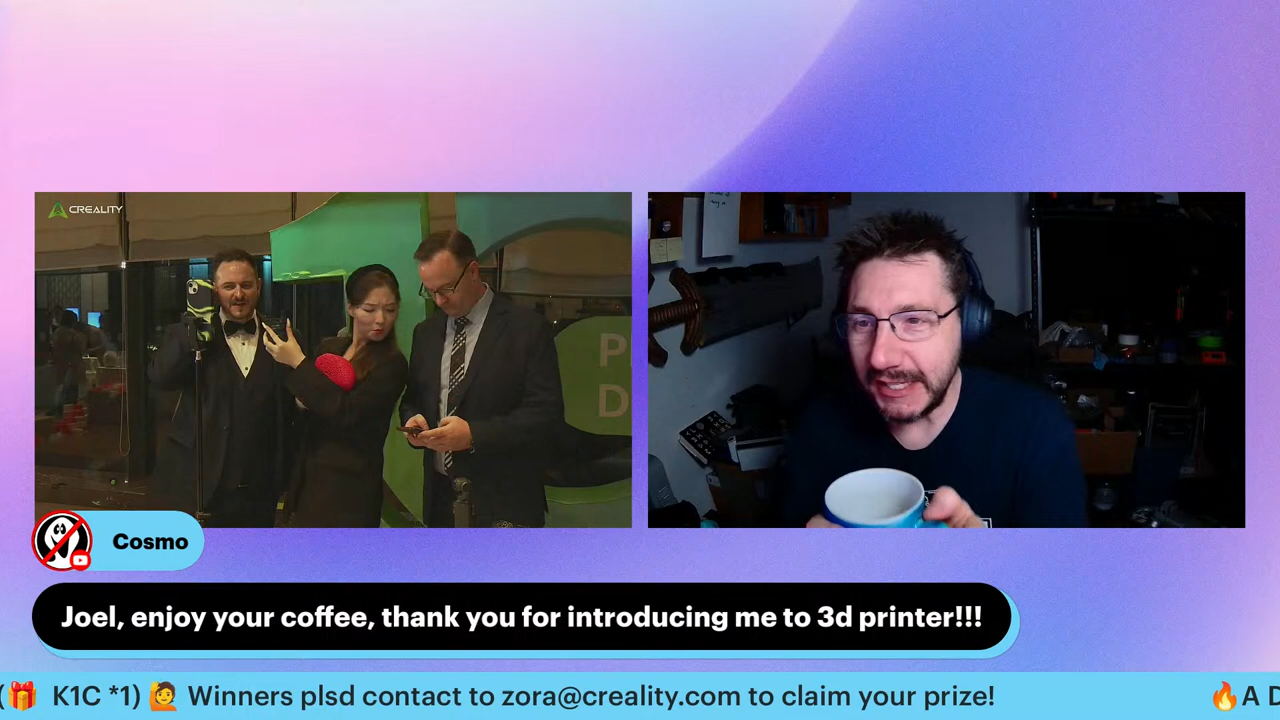 CREALITY
P
D
Cosmo
Joel, enjoy your coffee, thank you for introducing me to 3d printer!!!
(🎁 K1C *1) 🙋 Winners plsd contact to zora@creality.com to claim your prize!
🔥A D